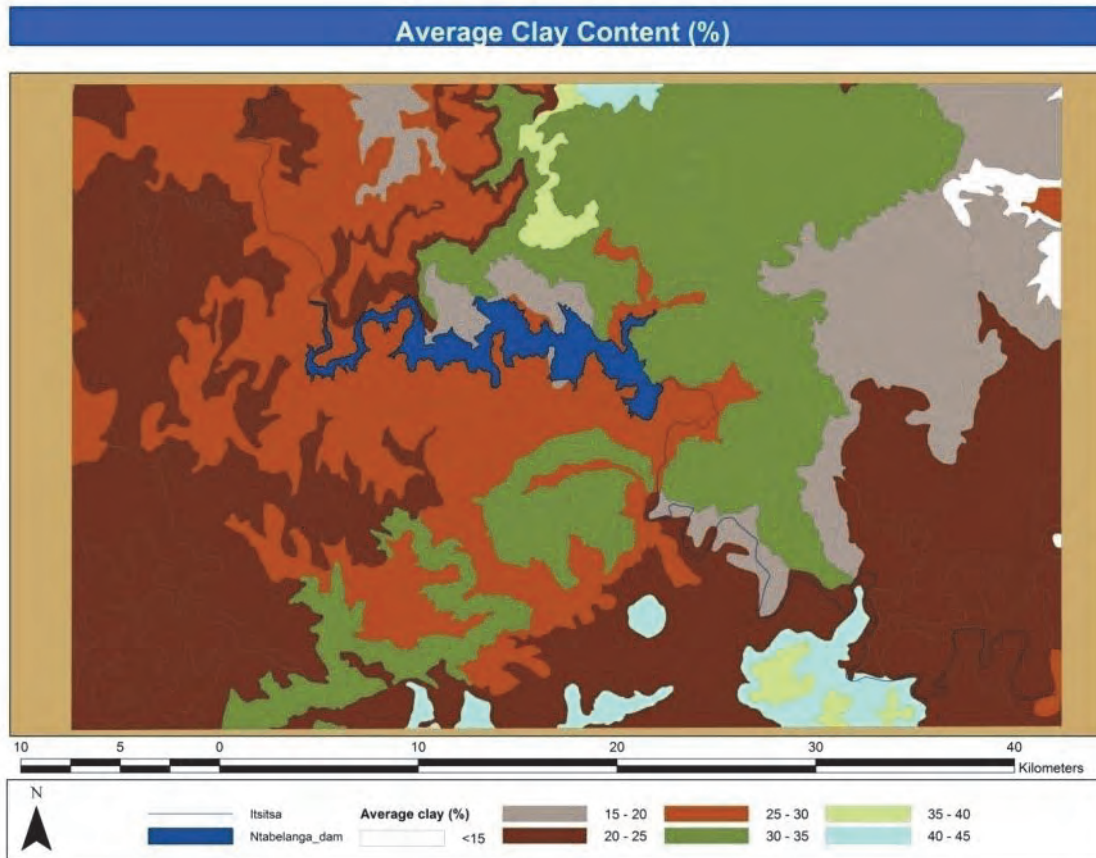 Average Clay Content (%)
10 5 0 10 20 30 40
Kilometers
N
Itsitsa
Ntabelanga_dam
Average clay (%)
<15
15 - 20
20 - 25
25 - 30
30 - 35
35 - 40
40 - 45